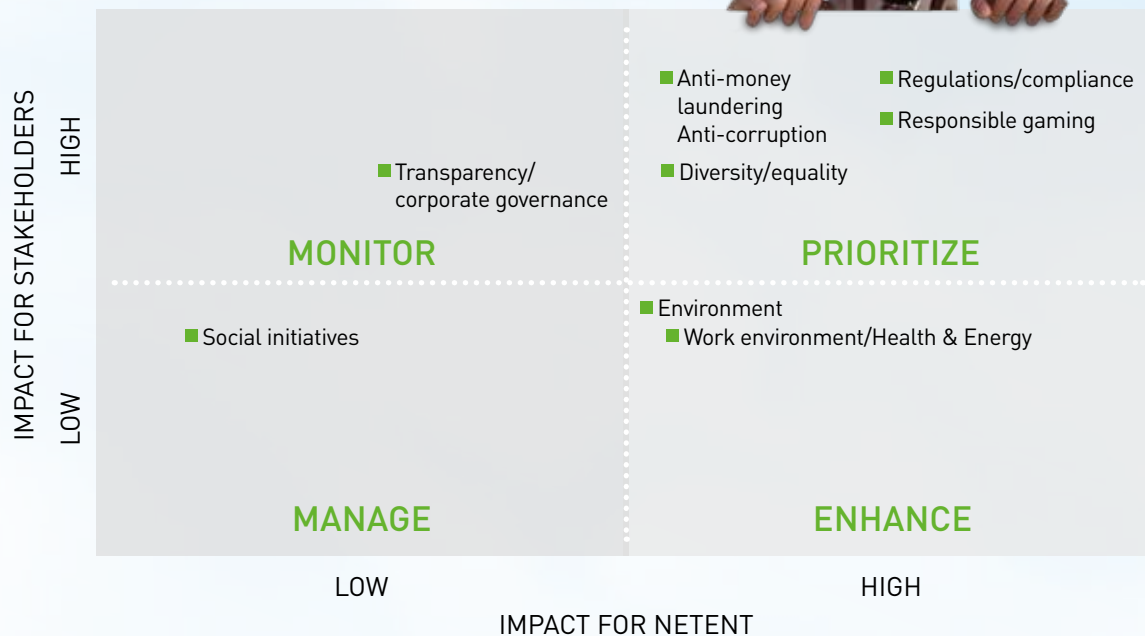 IMPACT FOR STAKEHOLDERS
HIGH
LOW
Anti-money
laundering
Anti-corruption
Diversity/equality
Regulations/compliance
Responsible gaming
Transparency/
corporate governance
MONITOR
PRIORITIZE
Social initiatives
Environment
Work environment/Health & Energy
MANAGE
ENHANCE
LOW
HIGH
IMPACT FOR NETENT